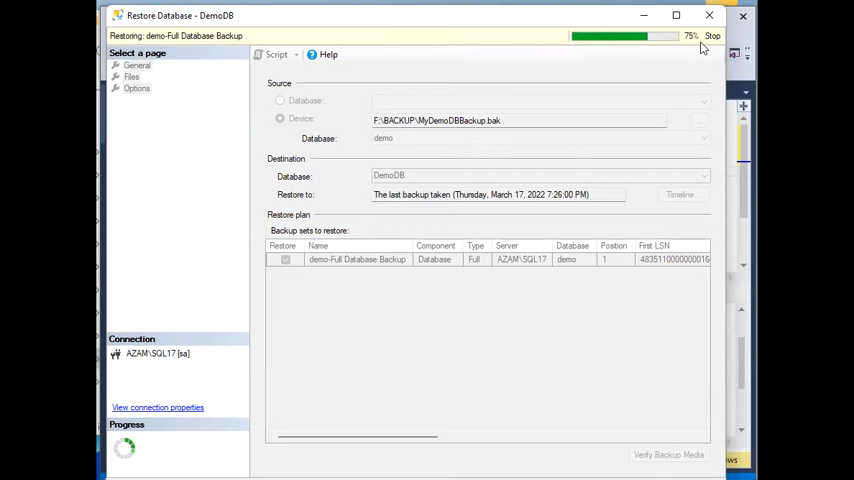 Restore Database - DemoDB
Restoring: demo-Full Database Backup
75% Stop
Select a page
General
Files
Options
Script
Help
Source
Database:
Device:
F:\BACKUP\MyDemoDBBackup.bak
...
Database:
demo
Destination
Database:
DemoDB
Restore to:
The last backup taken (Thursday, March 17, 2022 7:26:00 PM)
Timeline...
Restore plan
Backup sets to restore:
Restore Name Component Type Server Database Position First LSN
demo-Full Database Backup Database Full AZAM\SQL17 demo 1
Connection
AZAM\SQL17 [sa]
View connection properties
Progress
Verify Backup Media
ws